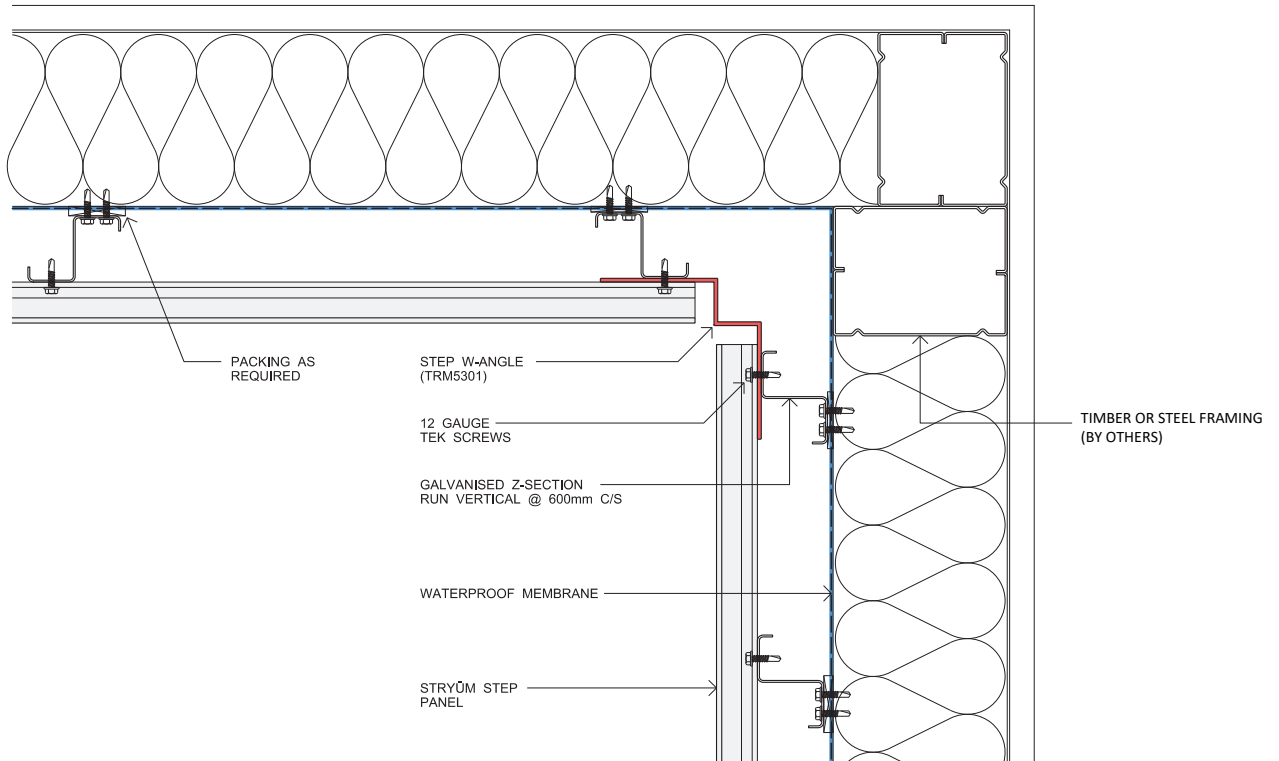 PACKING AS
REQUIRED
STEP W-ANGLE
(TRM5301)
12 GAUGE
TEK SCREWS
GALVANISED Z-SECTION
RUN VERTICAL @ 600mm C/S
WATERPROOF MEMBRANE
STRYŪM STEP
PANEL
TIMBER OR STEEL FRAMING
(BY OTHERS)